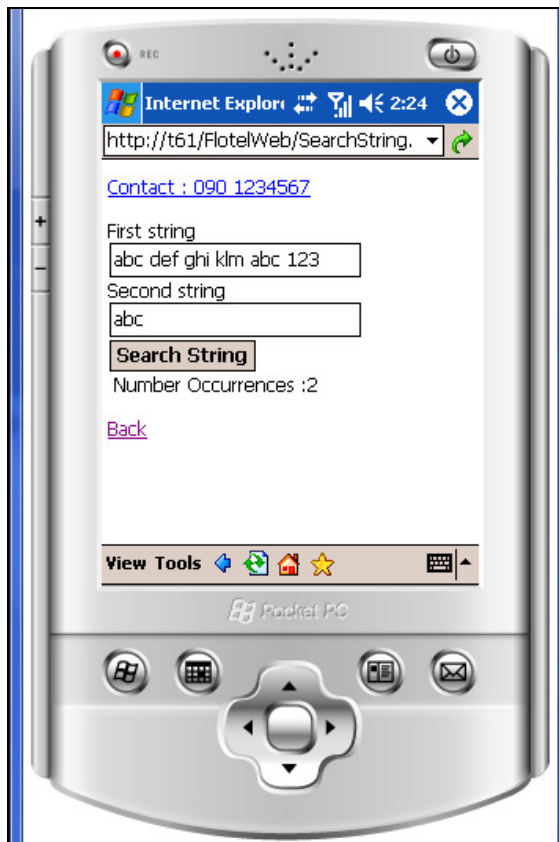 REC
Internet Explor 2:24
http://t61/FlotelWeb/SearchString.
Contact : 090 1234567
First string
abc def ghi klm abc 123
Second string
abc
Search String
Number Occurrences :2
Back
View Tools
Pocket PC